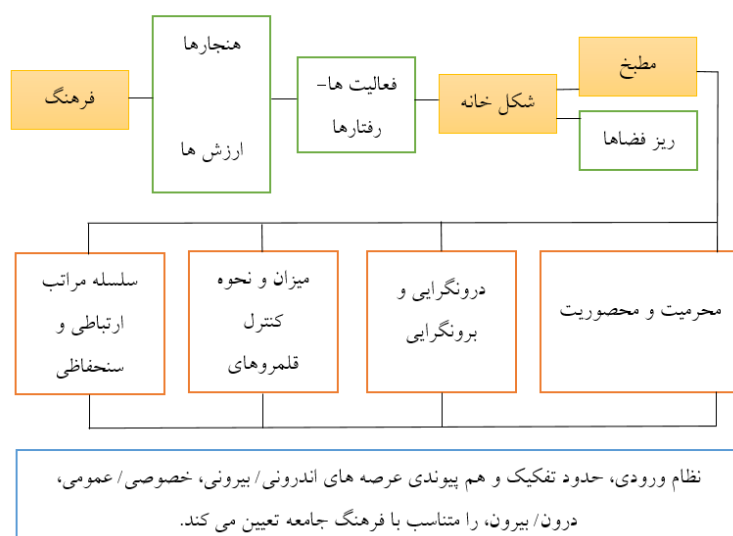 فرهنگ
هنجارها
ارزش ها
فعالیت ها-
رفتارها
شکل خانه
مطبخ
ریز فضاها
محرمیت و محصوریت
درونگرایی و
برونگرایی
میزان و نحوه
کنترل
قلمروهای
سلسله مراتب
ارتباطی و
سنحفاظی
نظام ورودی، حدود تفکیک و هم پیوندی عرصه های اندرونی/ بیرونی، خصوصی/ عمومی،
درون/ بیرون، را متناسب با فرهنگ جامعه تعیین می کند.